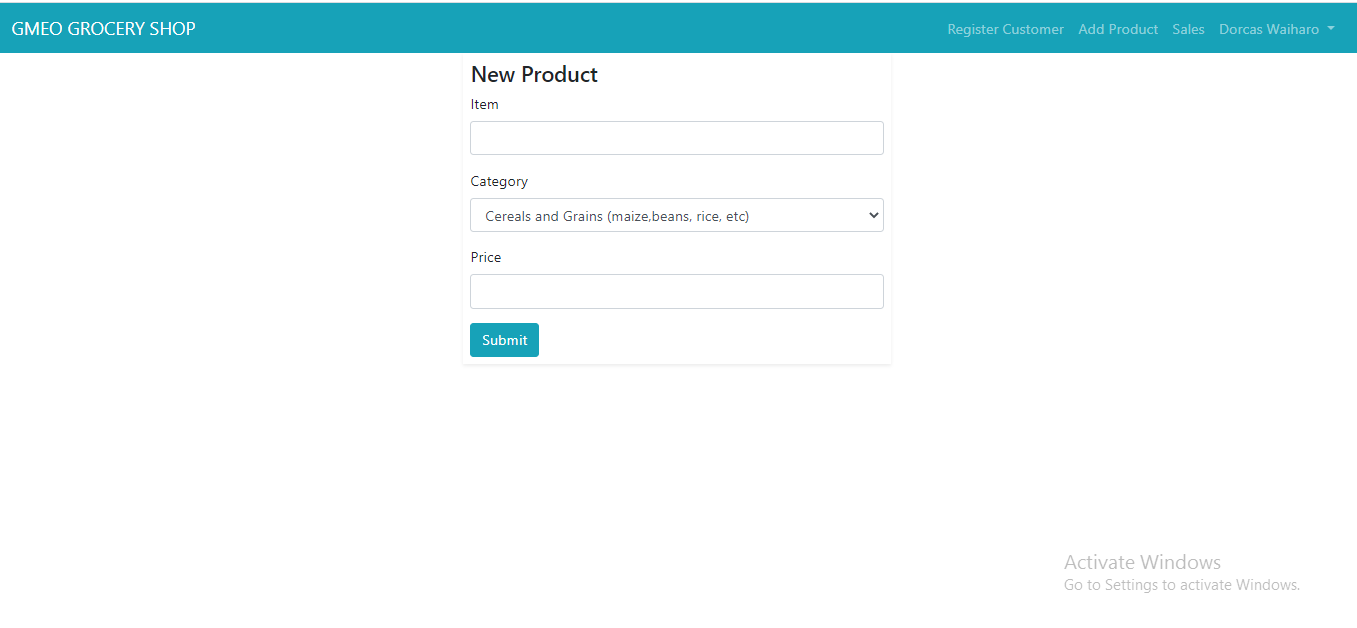 GMEO GROCERY SHOP
Register Customer Add Product Sales Dorcas Waiharo
New Product
Item
Category
Cereals and Grains (maize,beans, rice, etc)
Price
Submit
Activate Windows
Go to Settings to activate Windows.